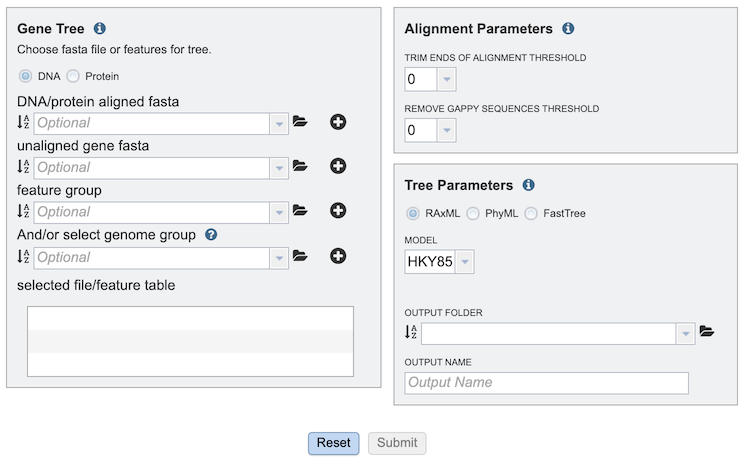 Gene Tree
Choose fasta file or features for tree.
DNA Protein
DNA/protein aligned fasta
Optional
unaligned gene fasta
Optional
feature group
Optional
And/or select genome group
Optional
selected file/feature table
Alignment Parameters
TRIM ENDS OF ALIGNMENT THRESHOLD
0
REMOVE GAPPY SEQUENCES THRESHOLD
0
Tree Parameters
RAxML PhyML FastTree
MODEL
HKY85
OUTPUT FOLDER
OUTPUT NAME
Output Name
Reset Submit